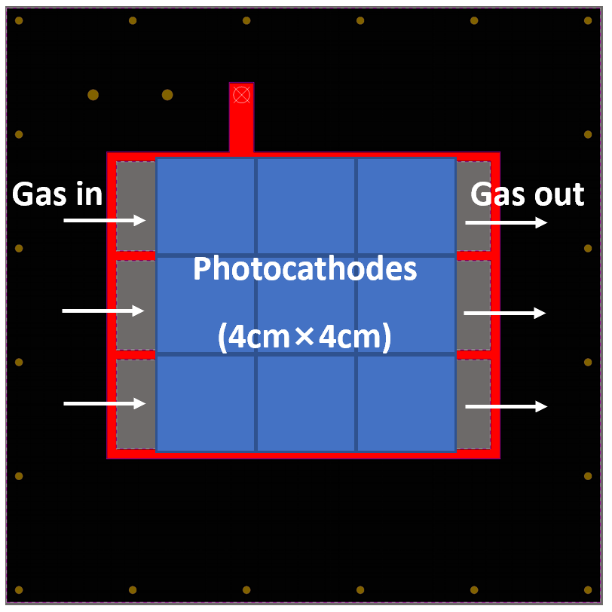 Gas in
Gas out
Photocathodes
(4cm×4cm)